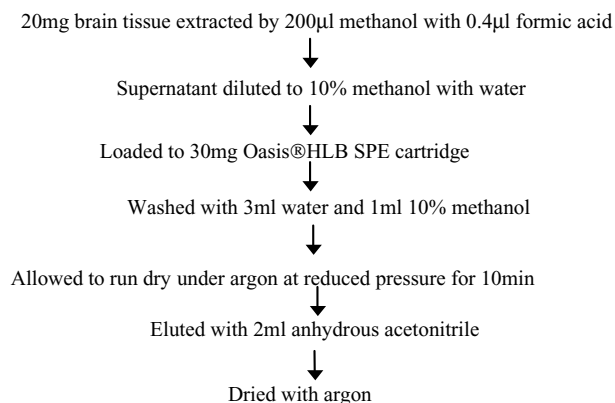 20mg brain tissue extracted by 200μl methanol with 0.4μl formic acid
Supernatant diluted to 10% methanol with water
Loaded to 30mg Oasis®HLB SPE cartridge
Washed with 3ml water and 1ml 10% methanol
Allowed to run dry under argon at reduced pressure for 10min
Eluted with 2ml anhydrous acetonitrile
Dried with argon